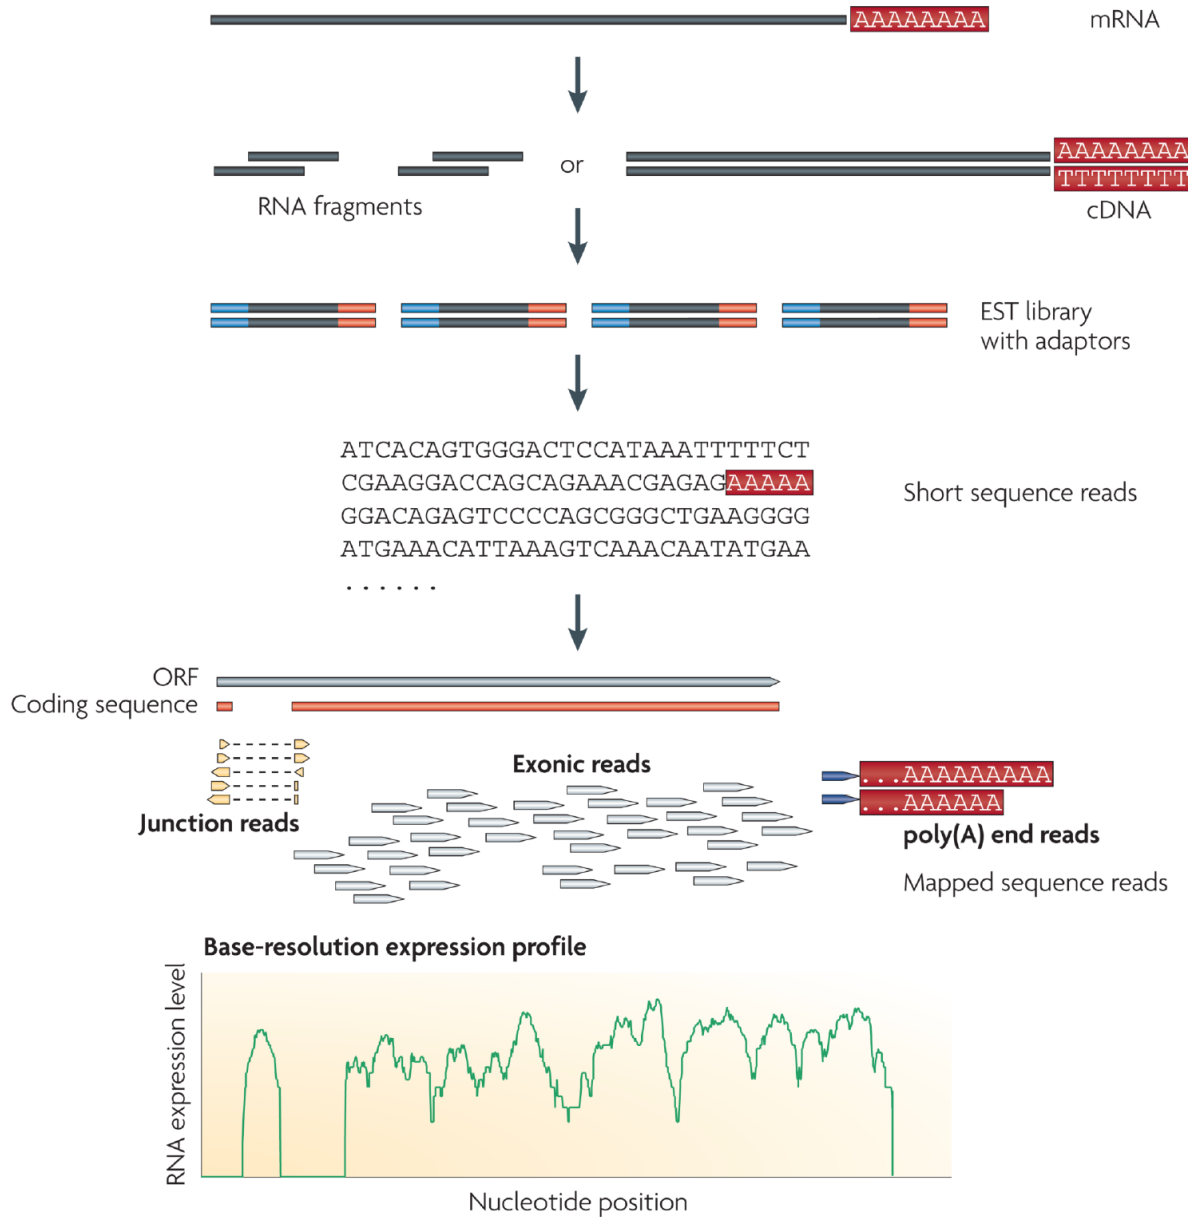 AAAAAAAA mRNA
AAAAAAAA
or
TTTTTTTT
RNA fragments
cDNA
EST library
with adaptors
ATCACAGTGGGACTCCATAAATTTTTCT
CGAAGGACCAGCAGAAACGAGAGAAAAA
Short sequence reads
GGACAGAGTCCCCAGCGGGCTGAAGGGG
ATGAAACATTAAAGTCAAACAATATGAA
......
ORF
Coding sequence
Exonic reads
...AAAAAAAAA
...AAAAAA
Junction reads
poly(A) end reads
Mapped sequence reads
Base-resolution expression profile
RNA expression level
Nucleotide position